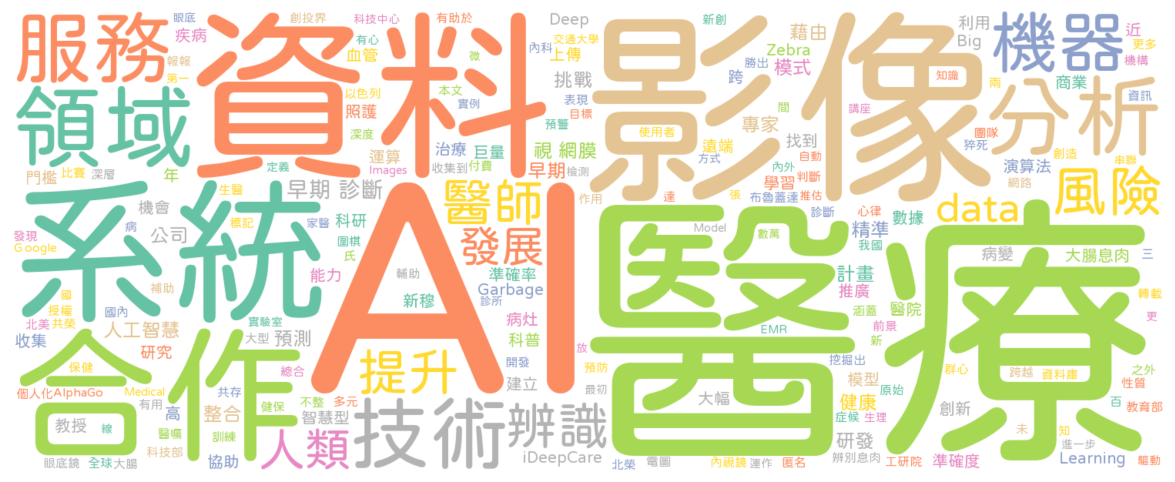 服務
眼底
疾病
創投界
科技中心
有助於
有心
血管
報報
第一
以色列
照護
深度
微
本文
上傳
內科
交通大學
實例
預警
Deep
挑戰
表現
目標
新創
藉由
Zebra
模式
勝出
跨
間
專家
使用者
利用
Big
知識
講座
機器
近
更多
機構
商業
兩
資訊
資料
影像
分析
領域
門檻
比賽
深層
年
定義
運算
Images
收集到
付費
治療
巨量
視網膜
早期
檢測
作用
遠端
方式
內外
找到
學習
自動
判斷
布魯蓋達
推估
達
張
團隊
猝死
演算法
網路
創造
串聯
系統
AI
醫療
早期診斷
生醫
標記
病
機會
公司
發現
Google
氏
家醫
科研
圍棋
能力
輔助
新穆
醫師
發展
準確率
Garbage
診所
病灶
科普
Model
數萬
診斷
心律
精準
數據
我國
計畫
推廣
data
風險
病變
大腸息肉
三
轉載
更
前景
涵蓋
醫院
新
EMR
挖掘出
國
授權
北美
共榮
收集
補助
國內
人工智慧
研究
實驗室
大型
預測
總合
放
開發
建立
預防
最初
合作
保健
個人化
AlphaGo
Medical
有用
共存
高
健保
不整
多元
提升
智慧型
整合
教授
線
醫囑
科技部
訓練
協助
眼底鏡
全球
大腸
人類
技術
辨識
iDeepCare
北榮
電圖
大幅
內視鏡
運作
匿名
模型
原始
健康
症候
生理
研發
辨別息肉
工研院
群心
創新
準確度
跨越
資料庫
之外
性質
百
教育部
未
知
進一步
Learning
驅動